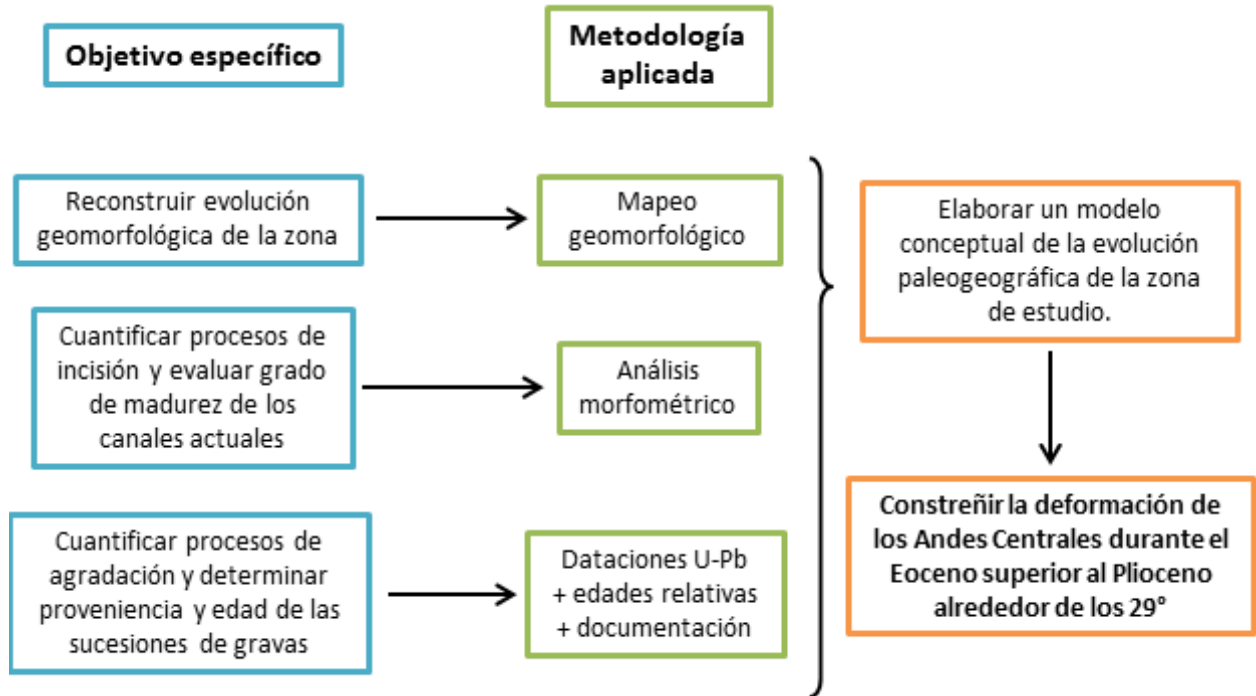 Objetivo específico
Metodología
aplicada
Reconstruir evolución
geomorfológica de la zona
Mapeo
geomorfológico
Cuantificar procesos de
incisión y evaluar grado
de madurez de los
canales actuales
Análisis
morfométrico
Cuantificar procesos de
agradación y determinar
proveniencia y edad de las
sucesiones de gravas
Dataciones U-Pb
+ edades relativas
+ documentación
Elaborar un modelo
conceptual de la evolución
paleogeográfica de la zona
de estudio.
Constreñir la deformación de
los Andes Centrales durante el
Eoceno superior al Plioceno
alrededor de los 29°